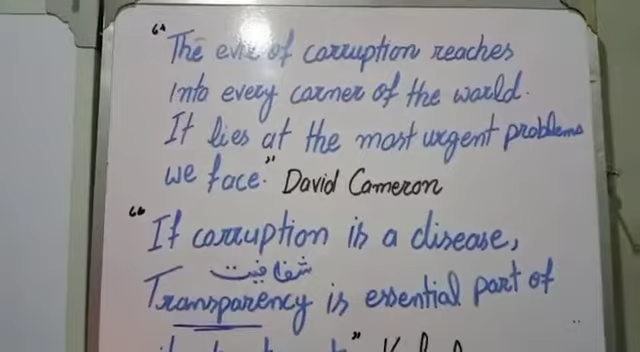 "The evil of corruption reaches
into every corner of the world.
It lies at the most urgent problems
we face." David Cameron
"If corruption is a disease,
شفافیت
Transparency is essential part of